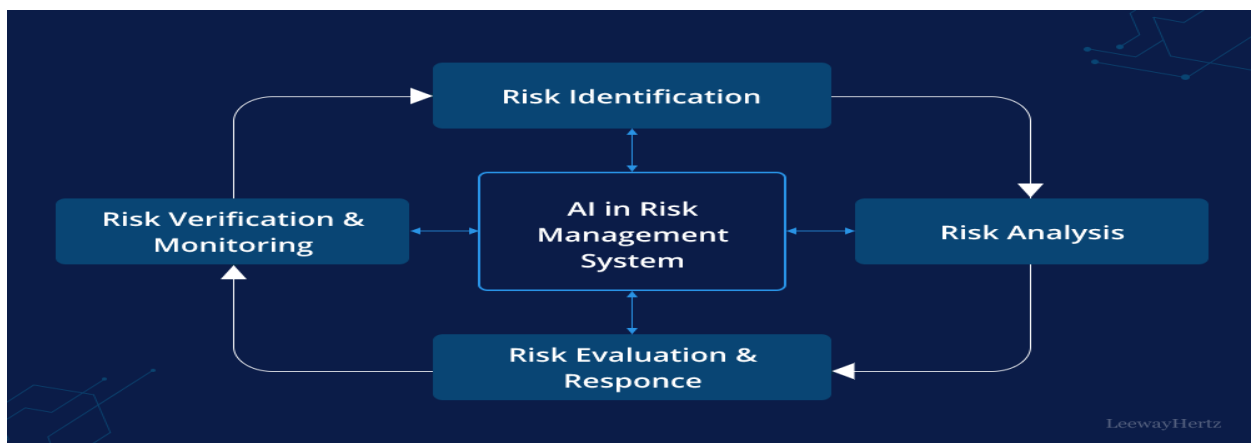 Risk Identification
Risk Verification &
Monitoring
AI in Risk
Management
System
Risk Analysis
Risk Evaluation &
Responce
LeewayHertz